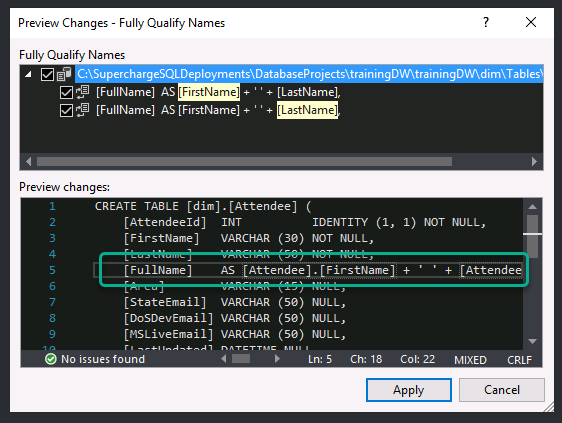 Preview Changes - Fully Qualify Names
Fully Qualify Names
C:\SuperchargeSQLDeployments\DatabaseProjects\trainingDW\trainingDW\dim\Tables\
[FullName] AS [FirstName] + ' ' + [LastName],
[FullName] AS [FirstName] + ' ' + [LastName],
Preview changes:
1 CREATE TABLE [dim].[Attendee] (
2 [AttendeeId] INT IDENTITY (1, 1) NOT NULL,
3 [FirstName] VARCHAR (30) NOT NULL,
4 [LastName] VARCHAR (50) NOT NULL,
5 [FullName] AS [Attendee].[FirstName] + ' ' + [Attendee
6 [Area] VARCHAR (15) NULL,
7 [StateEmail] VARCHAR (50) NULL,
8 [DoSDevEmail] VARCHAR (50) NULL,
9 [MSLiveEmail] VARCHAR (50) NULL,
10 [LastUpdated] DATETIME NULL
No issues found Ln: 5 Ch: 18 Col: 22 MIXED CRLF
Apply Cancel